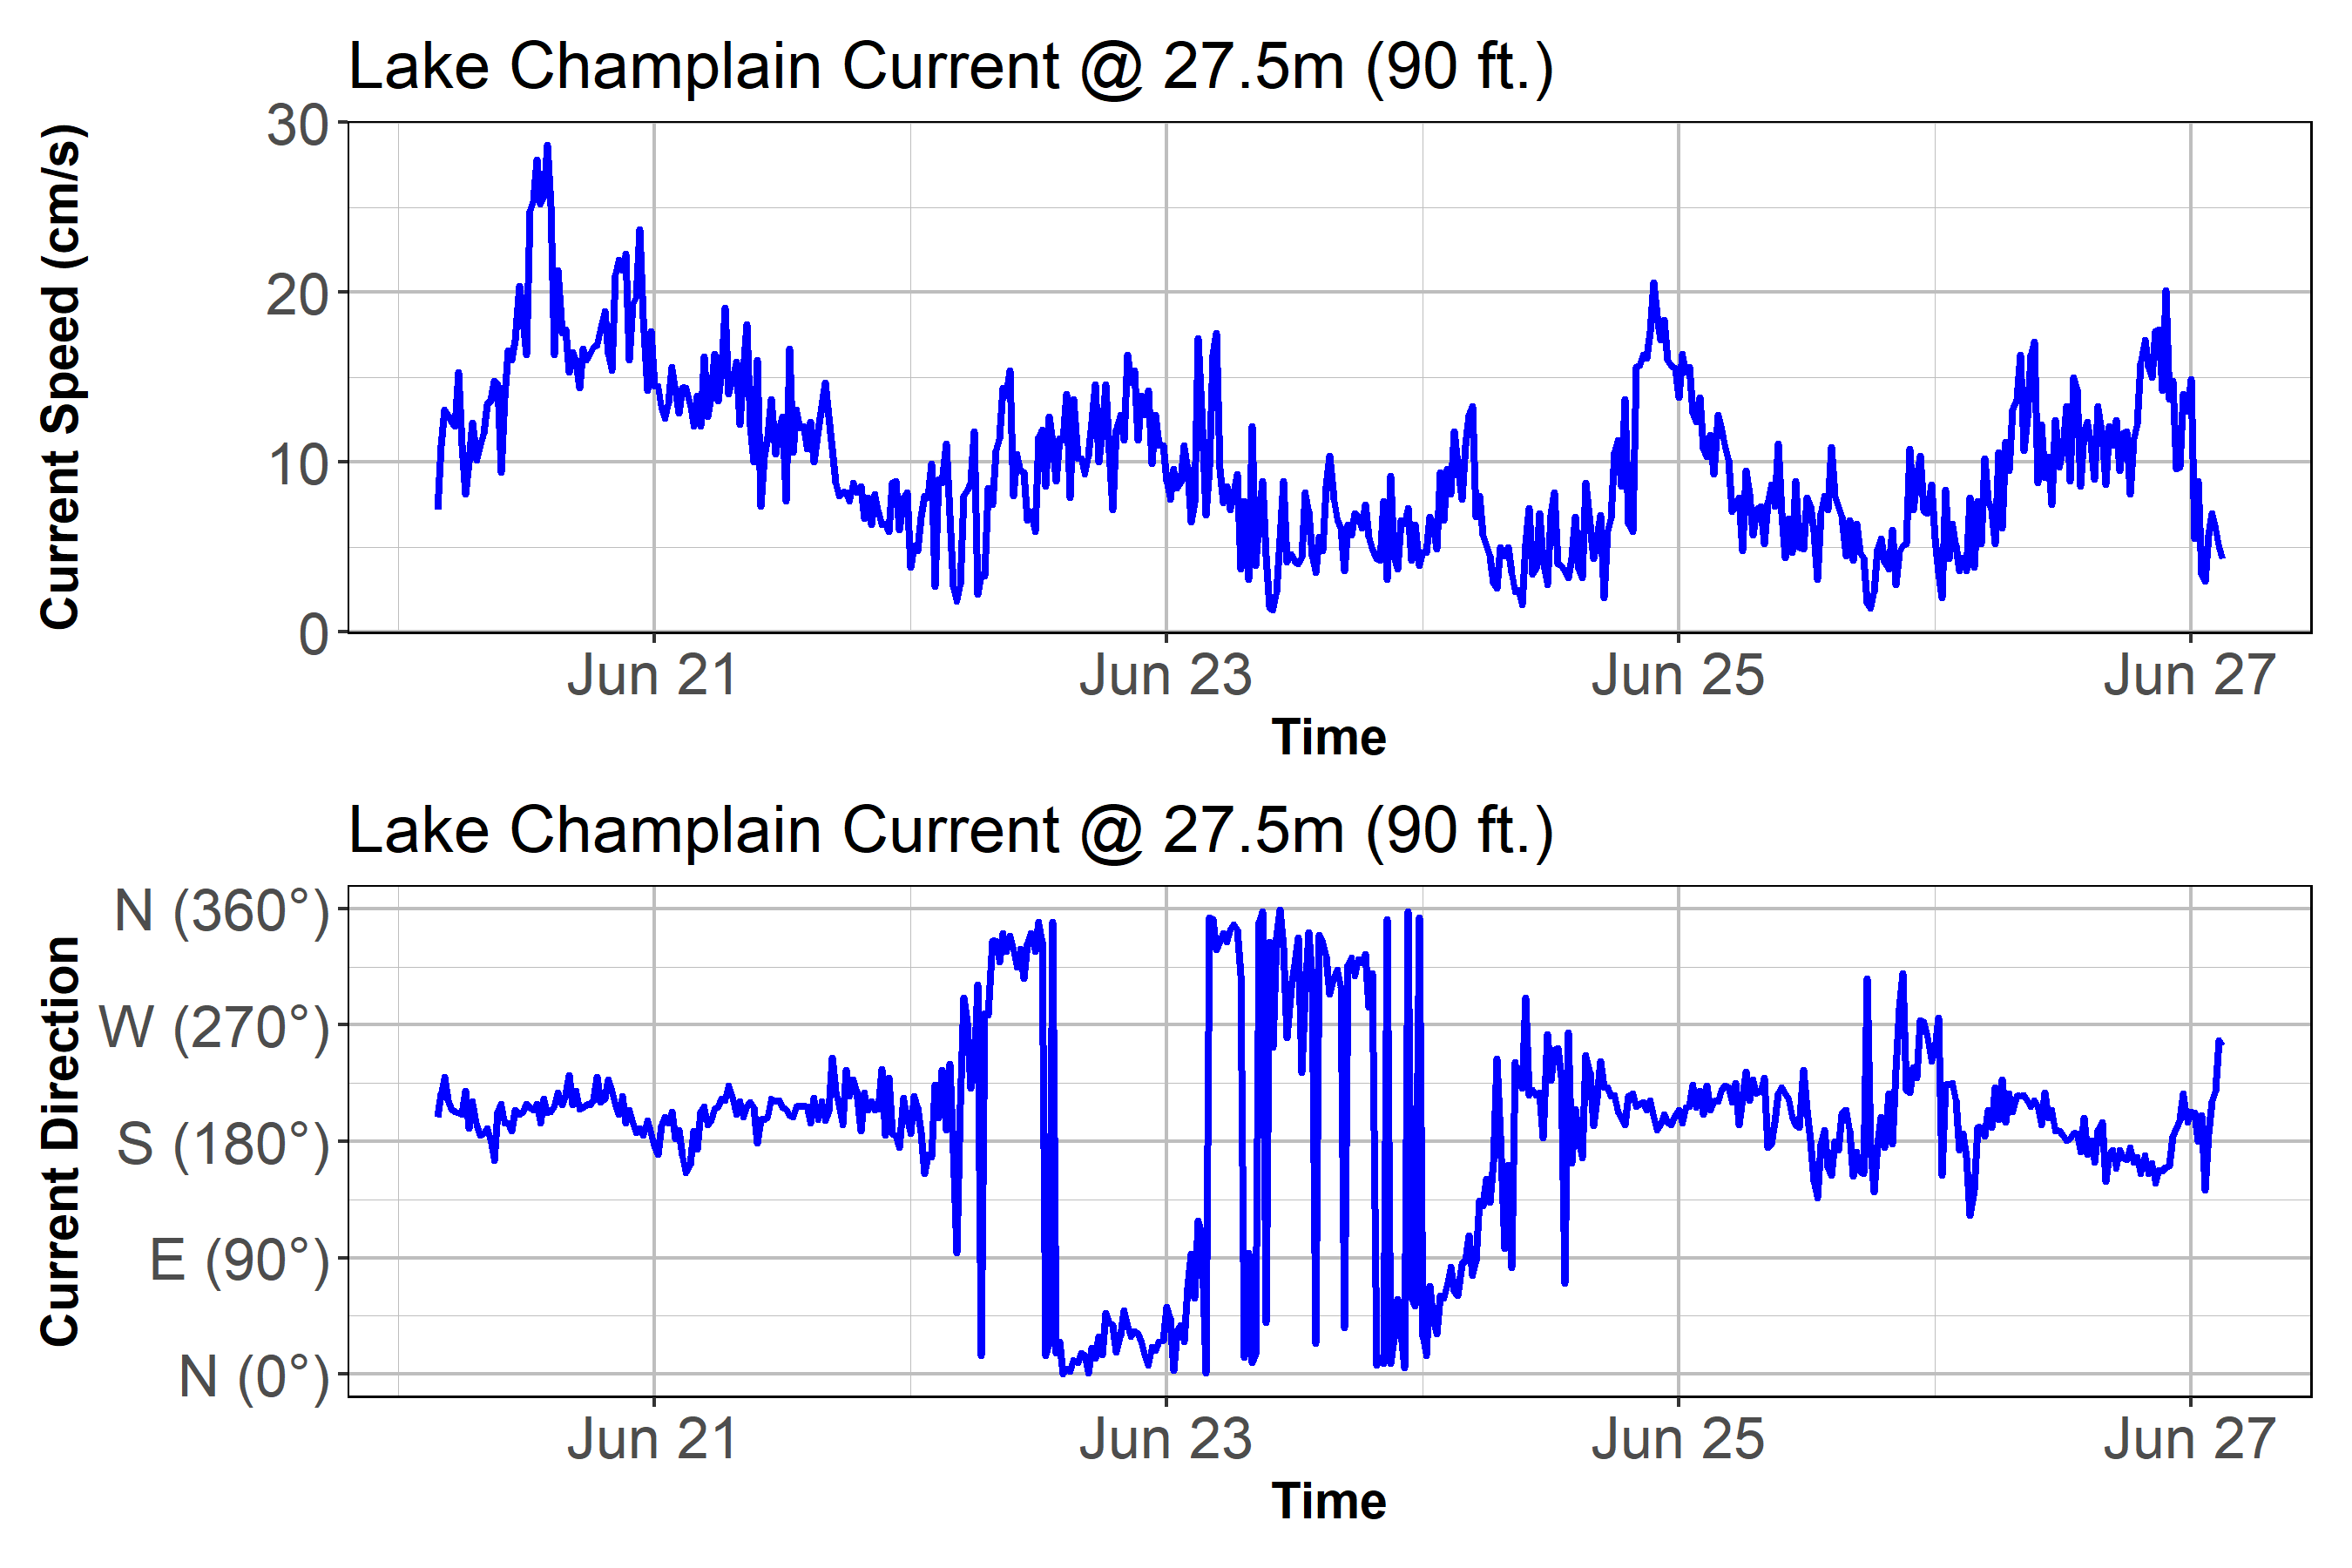 Lake Champlain Current @ 27.5m (90 ft.)
Current Speed (cm/s)
30
20
10
0
Jun 21 Jun 23 Jun 25 Jun 27
Time
Lake Champlain Current @ 27.5m (90 ft.)
Current Direction
N (360°)
W (270°)
S (180°)
E (90°)
N (0°)
Jun 21 Jun 23 Jun 25 Jun 27
Time